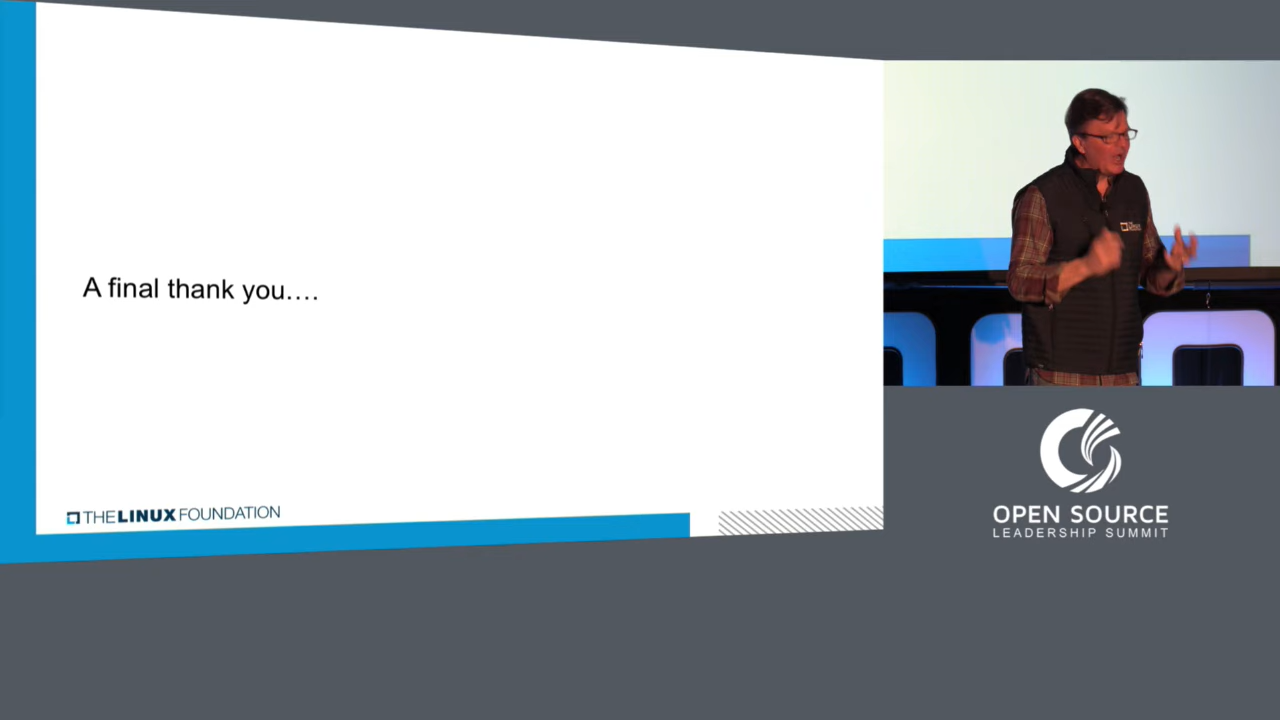 A final thank you….
THE LINUX FOUNDATION
OPEN SOURCE
LEADERSHIP SUMMIT